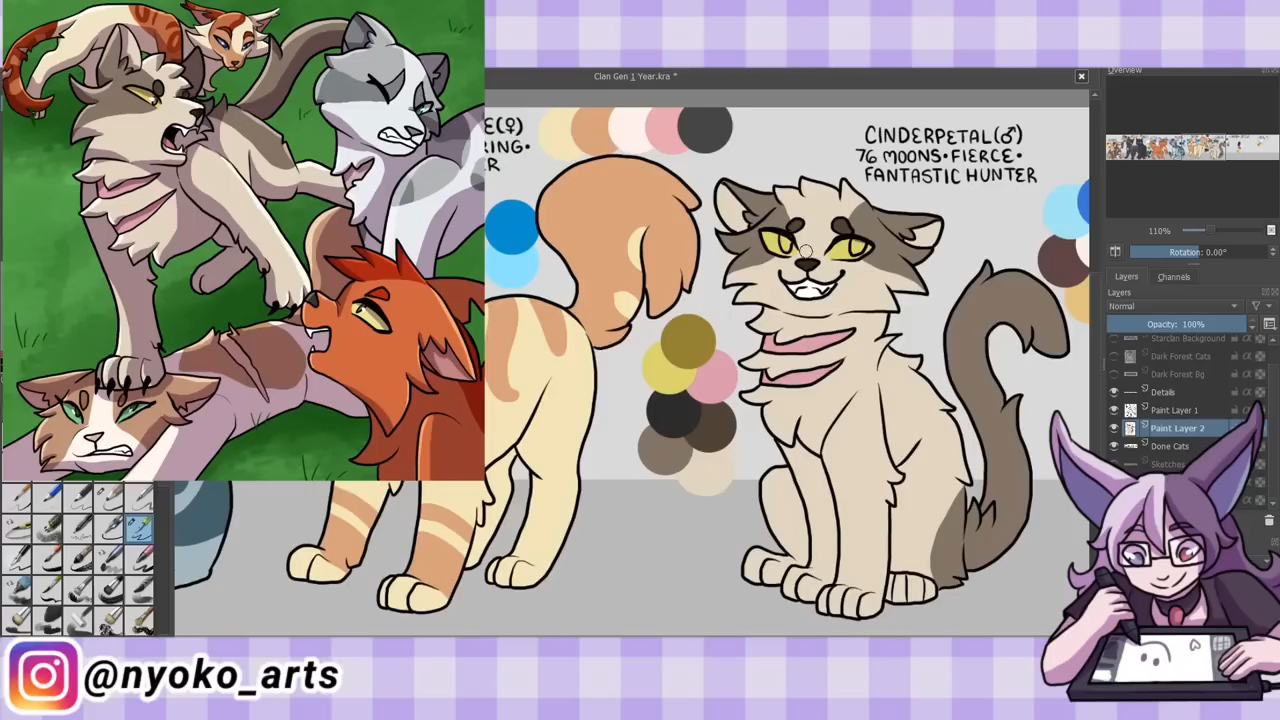 Clan Gen 1 Year.kra *
Overview
E(♀)
RING•
R
CINDERPETAL(♂)
76 MOONS•FIERCE•
FANTASTIC HUNTER
110%
Rotation: 0.00°
Layers
Channels
Layers
Normal
Opacity: 100%
Starclan Background
Dark Forest Cats
Dark Forest Bg
Details
Paint Layer 1
Paint Layer 2
Done Cats
Sketches
@nyoko_arts